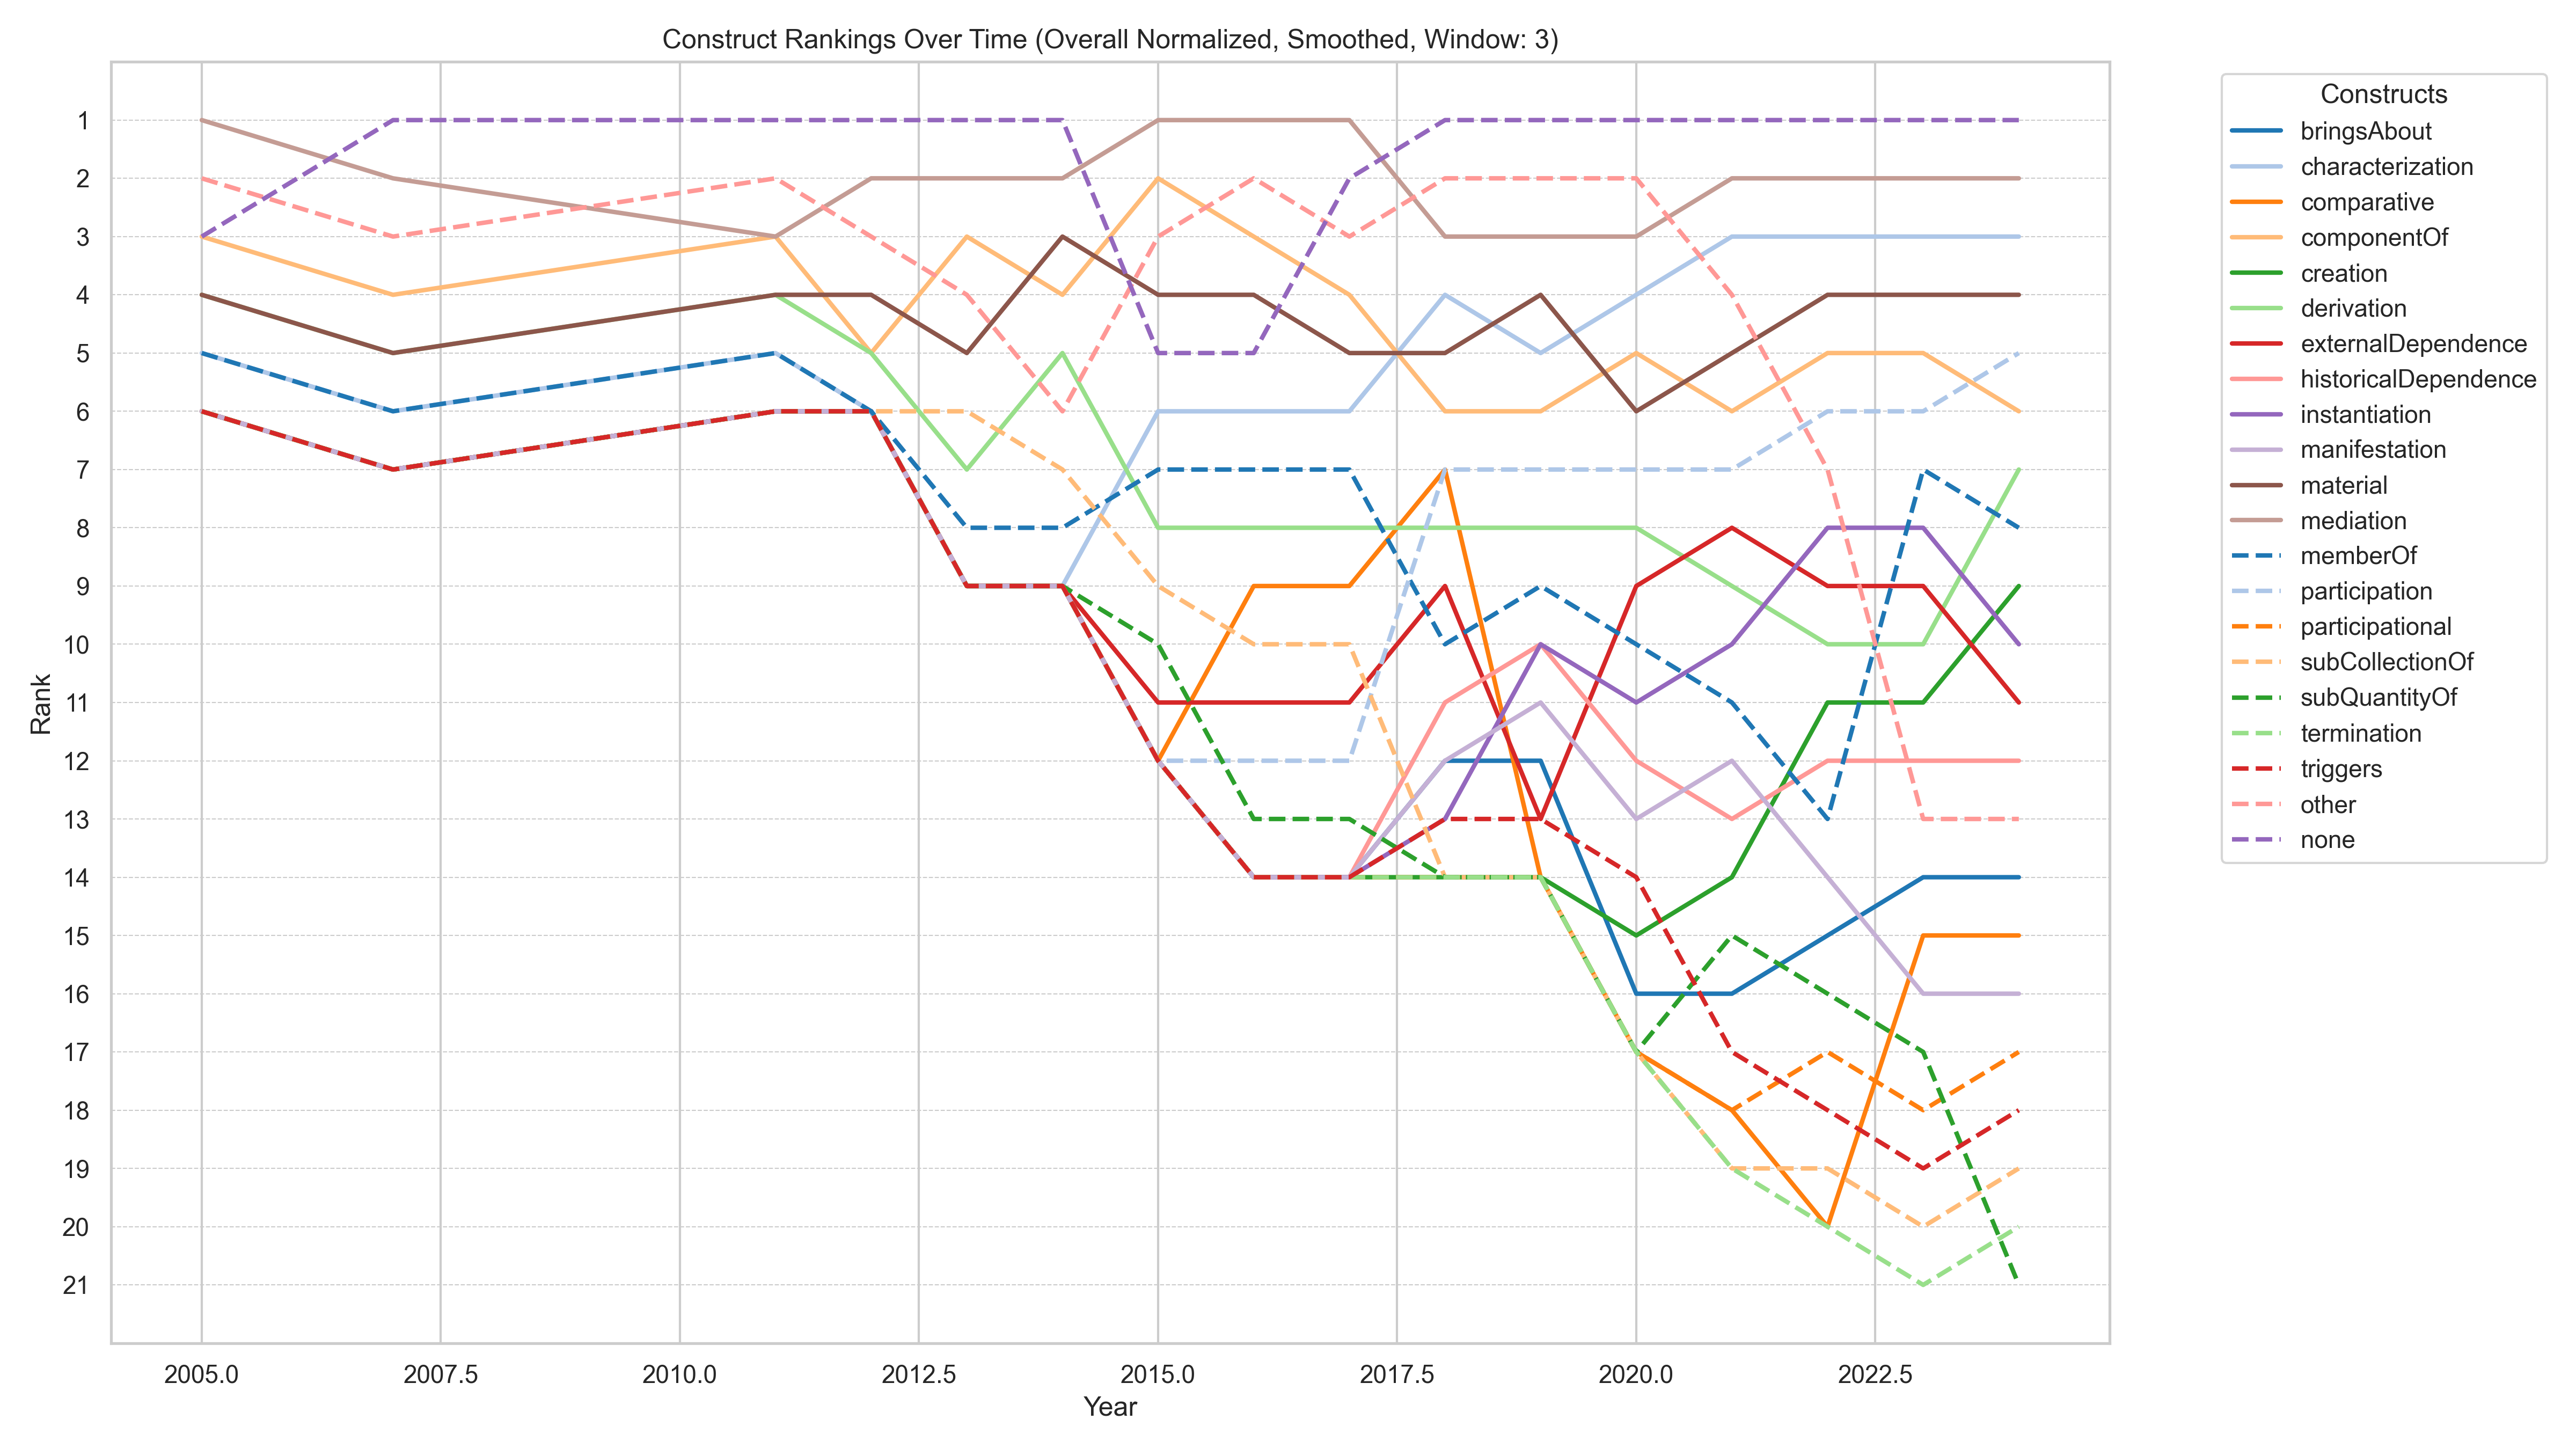 Construct Rankings Over Time (Overall Normalized, Smoothed, Window: 3)
Rank
1
2
3
4
5
6
7
8
9
10
11
12
13
14
15
16
17
18
19
20
21
2005.0 2007.5 2010.0 2012.5 2015.0 2017.5 2020.0 2022.5
Year
Constructs
bringsAbout
characterization
comparative
componentOf
creation
derivation
externalDependence
historicalDependence
instantiation
manifestation
material
mediation
memberOf
participation
participational
subCollectionOf
subQuantityOf
termination
triggers
other
none